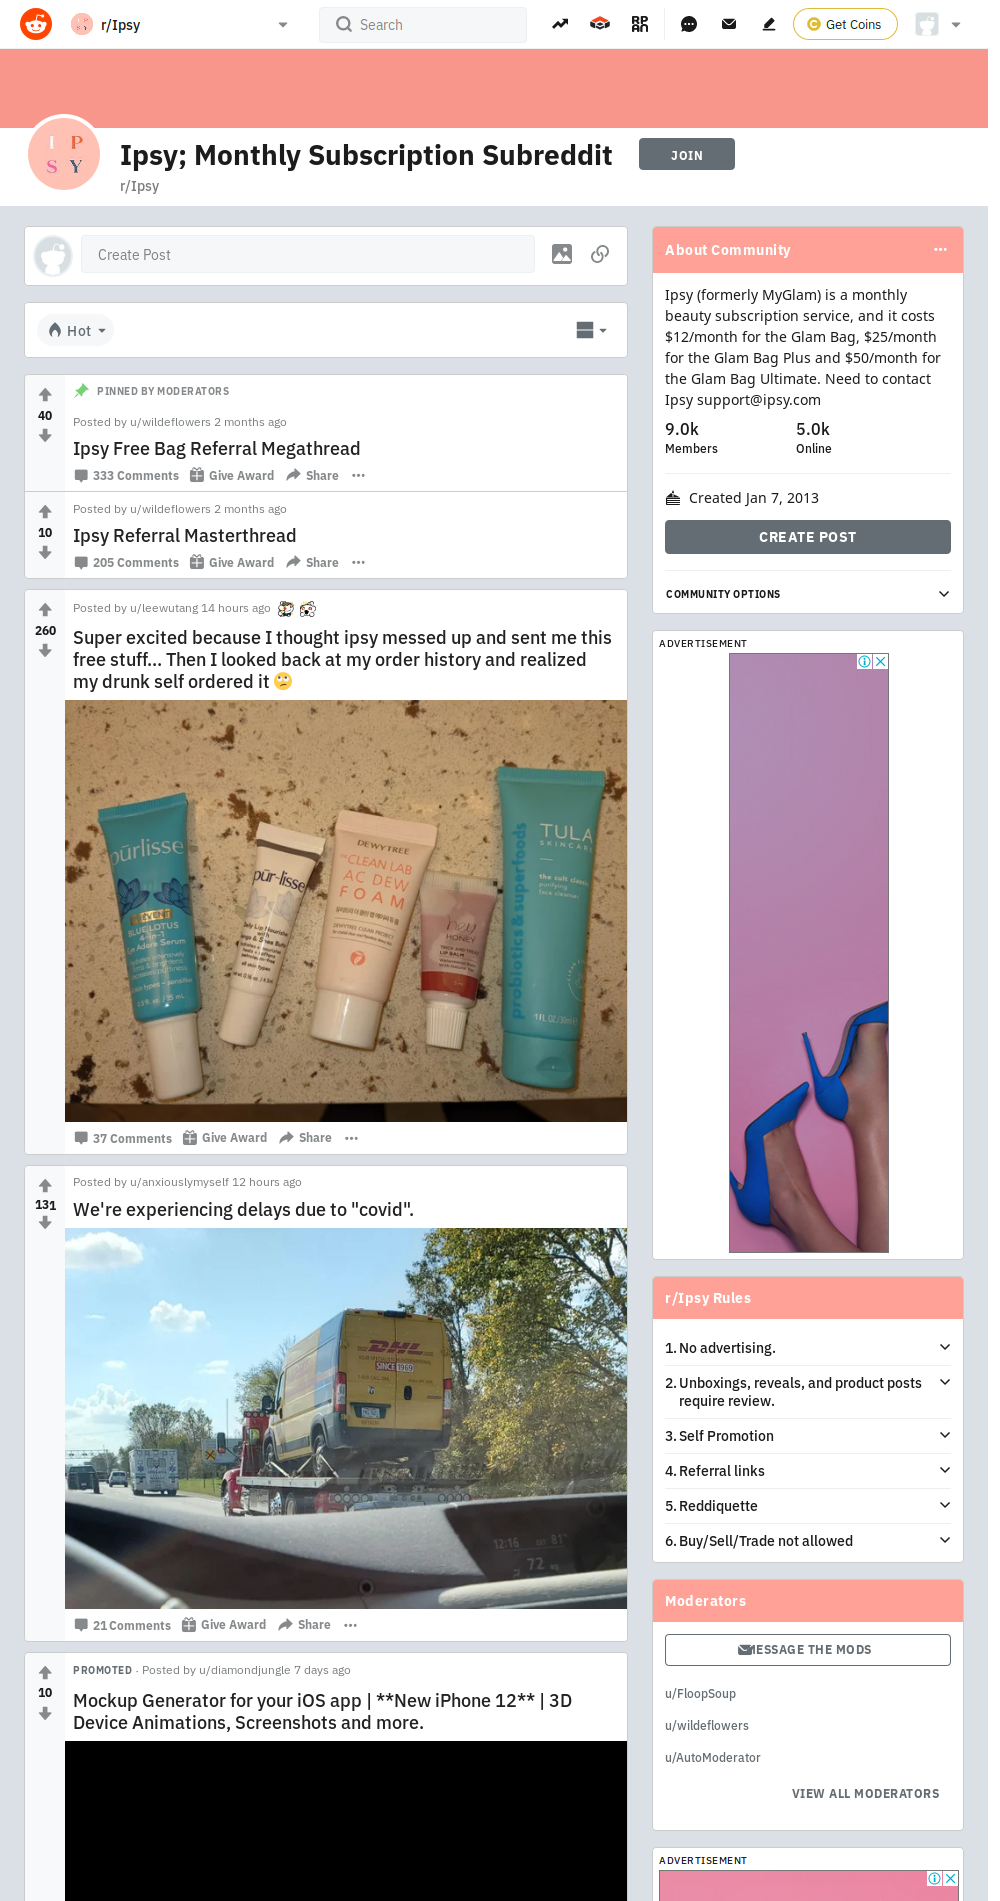 r/Ipsy
Search
Get Coins
I P
S Y
Ipsy; Monthly Subscription Subreddit
JOIN
r/Ipsy
Create Post
Hot
PINNED BY MODERATORS
40
Posted by u/wildeflowers 2 months ago
Ipsy Free Bag Referral Megathread
333 Comments Give Award Share
10
Posted by u/wildeflowers 2 months ago
Ipsy Referral Masterthread
205 Comments Give Award Share
260
Posted by u/leewutang 14 hours ago
Super excited because I thought ipsy messed up and sent me this
free stuff... Then I looked back at my order history and realized
my drunk self ordered it 🙄
pūrlisse
PREVENT
BLUE LOTUS
4-in-1
Eye Adore Serum
pūr-lisse
DEWYTREE
THE CLEAN LAB
AC DEW
FOAM
HONEY
LIP BALM
TULA
SKINCARE
the cult classic
purifying
face cleanser
probiotics & superfoods
37 Comments Give Award Share
131
Posted by u/anxiouslymyself 12 hours ago
We're experiencing delays due to "covid".
DHL
SINCE 1969
12:16
81°
72
21 Comments Give Award Share
10
PROMOTED · Posted by u/diamondjungle 7 days ago
Mockup Generator for your iOS app | **New iPhone 12** | 3D
Device Animations, Screenshots and more.
About Community
Ipsy (formerly MyGlam) is a monthly
beauty subscription service, and it costs
$12/month for the Glam Bag, $25/month
for the Glam Bag Plus and $50/month for
the Glam Bag Ultimate. Need to contact
Ipsy support@ipsy.com
9.0k 5.0k
Members Online
Created Jan 7, 2013
CREATE POST
COMMUNITY OPTIONS
ADVERTISEMENT
r/Ipsy Rules
1. No advertising.
2. Unboxings, reveals, and product posts
require review.
3. Self Promotion
4. Referral links
5. Reddiquette
6. Buy/Sell/Trade not allowed
Moderators
MESSAGE THE MODS
u/FloopSoup
u/wildeflowers
u/AutoModerator
VIEW ALL MODERATORS
ADVERTISEMENT